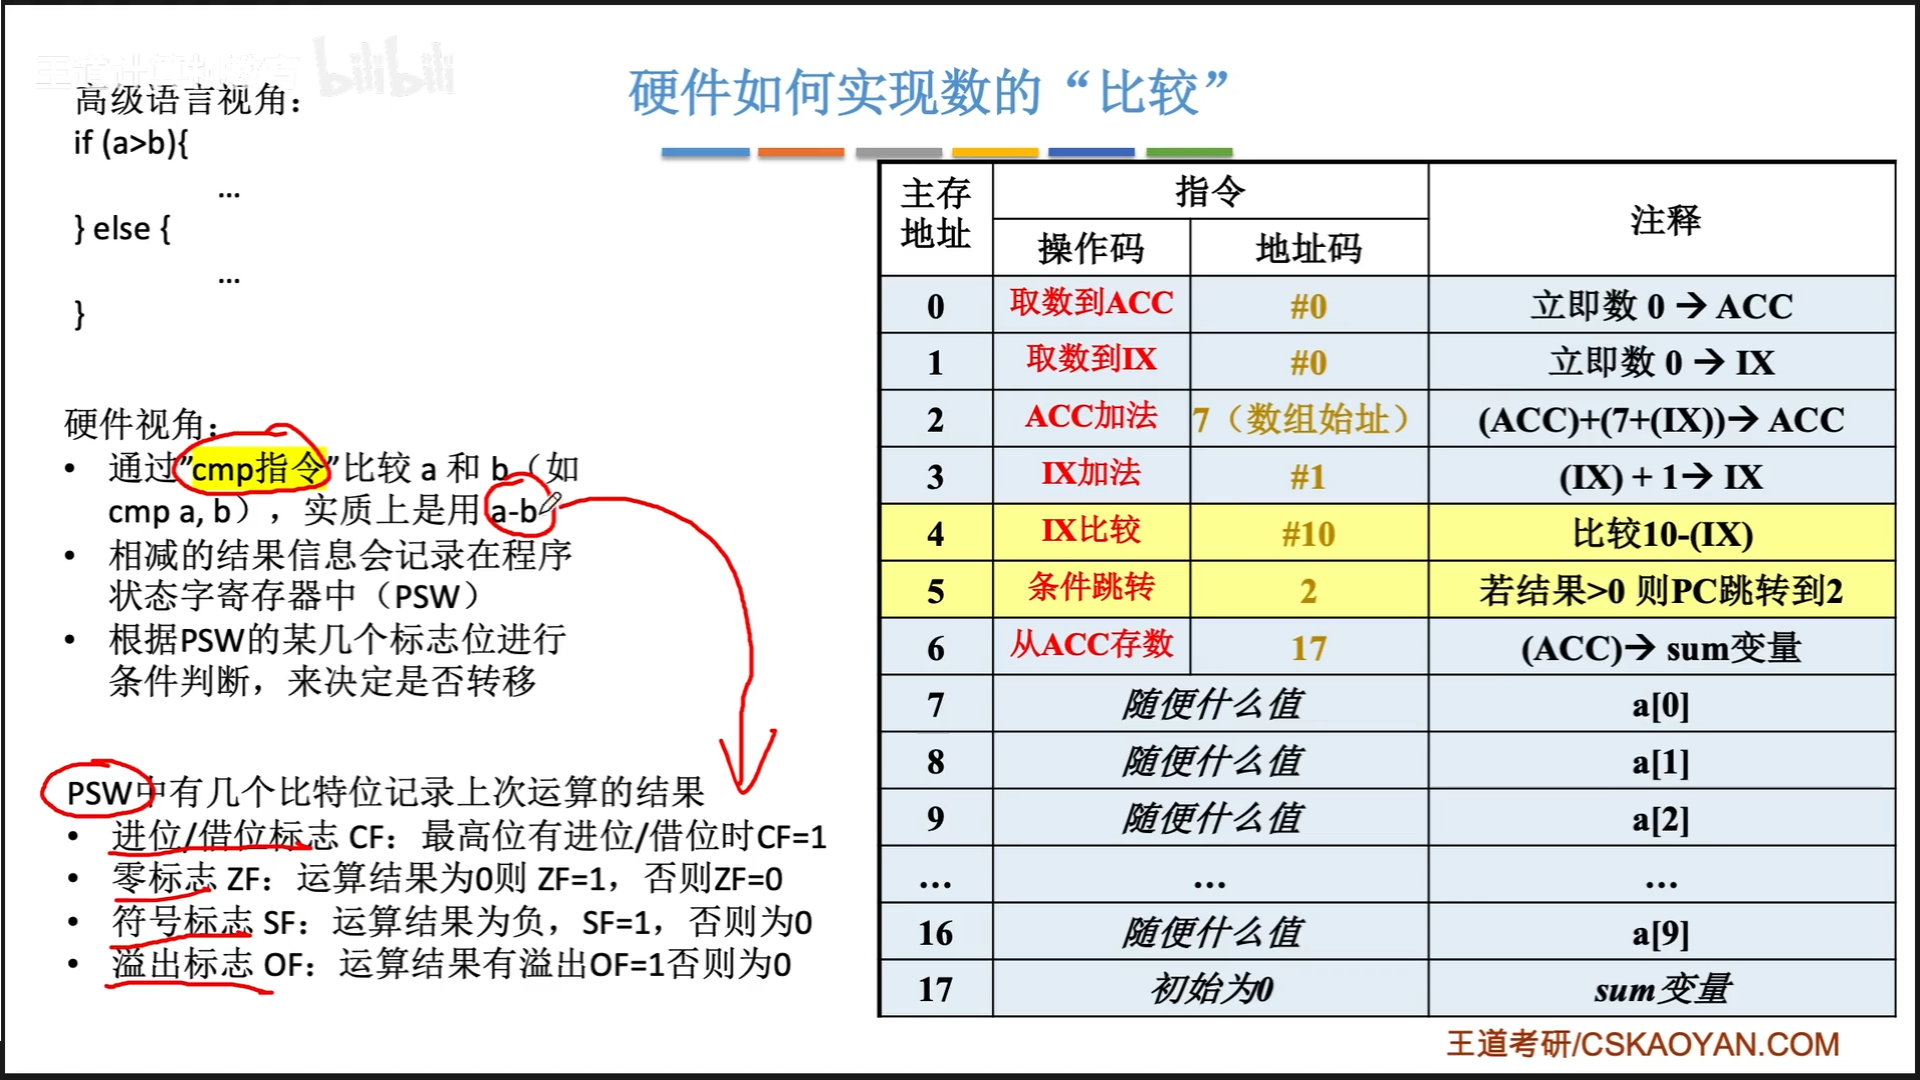 王道计算机教育 bilibili
硬件如何实现数的“比较”
高级语言视角：
if (a>b){
...
} else {
...
}
硬件视角：
• 通过”cmp指令”比较 a 和 b（如
cmp a, b），实质上是用 a-b
• 相减的结果信息会记录在程序
状态字寄存器中（PSW）
• 根据PSW的某几个标志位进行
条件判断，来决定是否转移
PSW中有几个比特位记录上次运算的结果
• 进位/借位标志 CF：最高位有进位/借位时CF=1
• 零标志 ZF：运算结果为0则 ZF=1，否则ZF=0
• 符号标志 SF：运算结果为负，SF=1，否则为0
• 溢出标志 OF：运算结果有溢出OF=1否则为0
主存地址 指令 注释
操作码 地址码
0 取数到ACC #0 立即数 0 → ACC
1 取数到IX #0 立即数 0 → IX
2 ACC加法 7（数组始址） (ACC)+(7+(IX))→ ACC
3 IX加法 #1 (IX) + 1→ IX
4 IX比较 #10 比较10-(IX)
5 条件跳转 2 若结果>0 则PC跳转到2
6 从ACC存数 17 (ACC)→ sum变量
7 随便什么值 a[0]
8 随便什么值 a[1]
9 随便什么值 a[2]
... ... ...
16 随便什么值 a[9]
17 初始为0 sum变量
王道考研/CSKAOYAN.COM